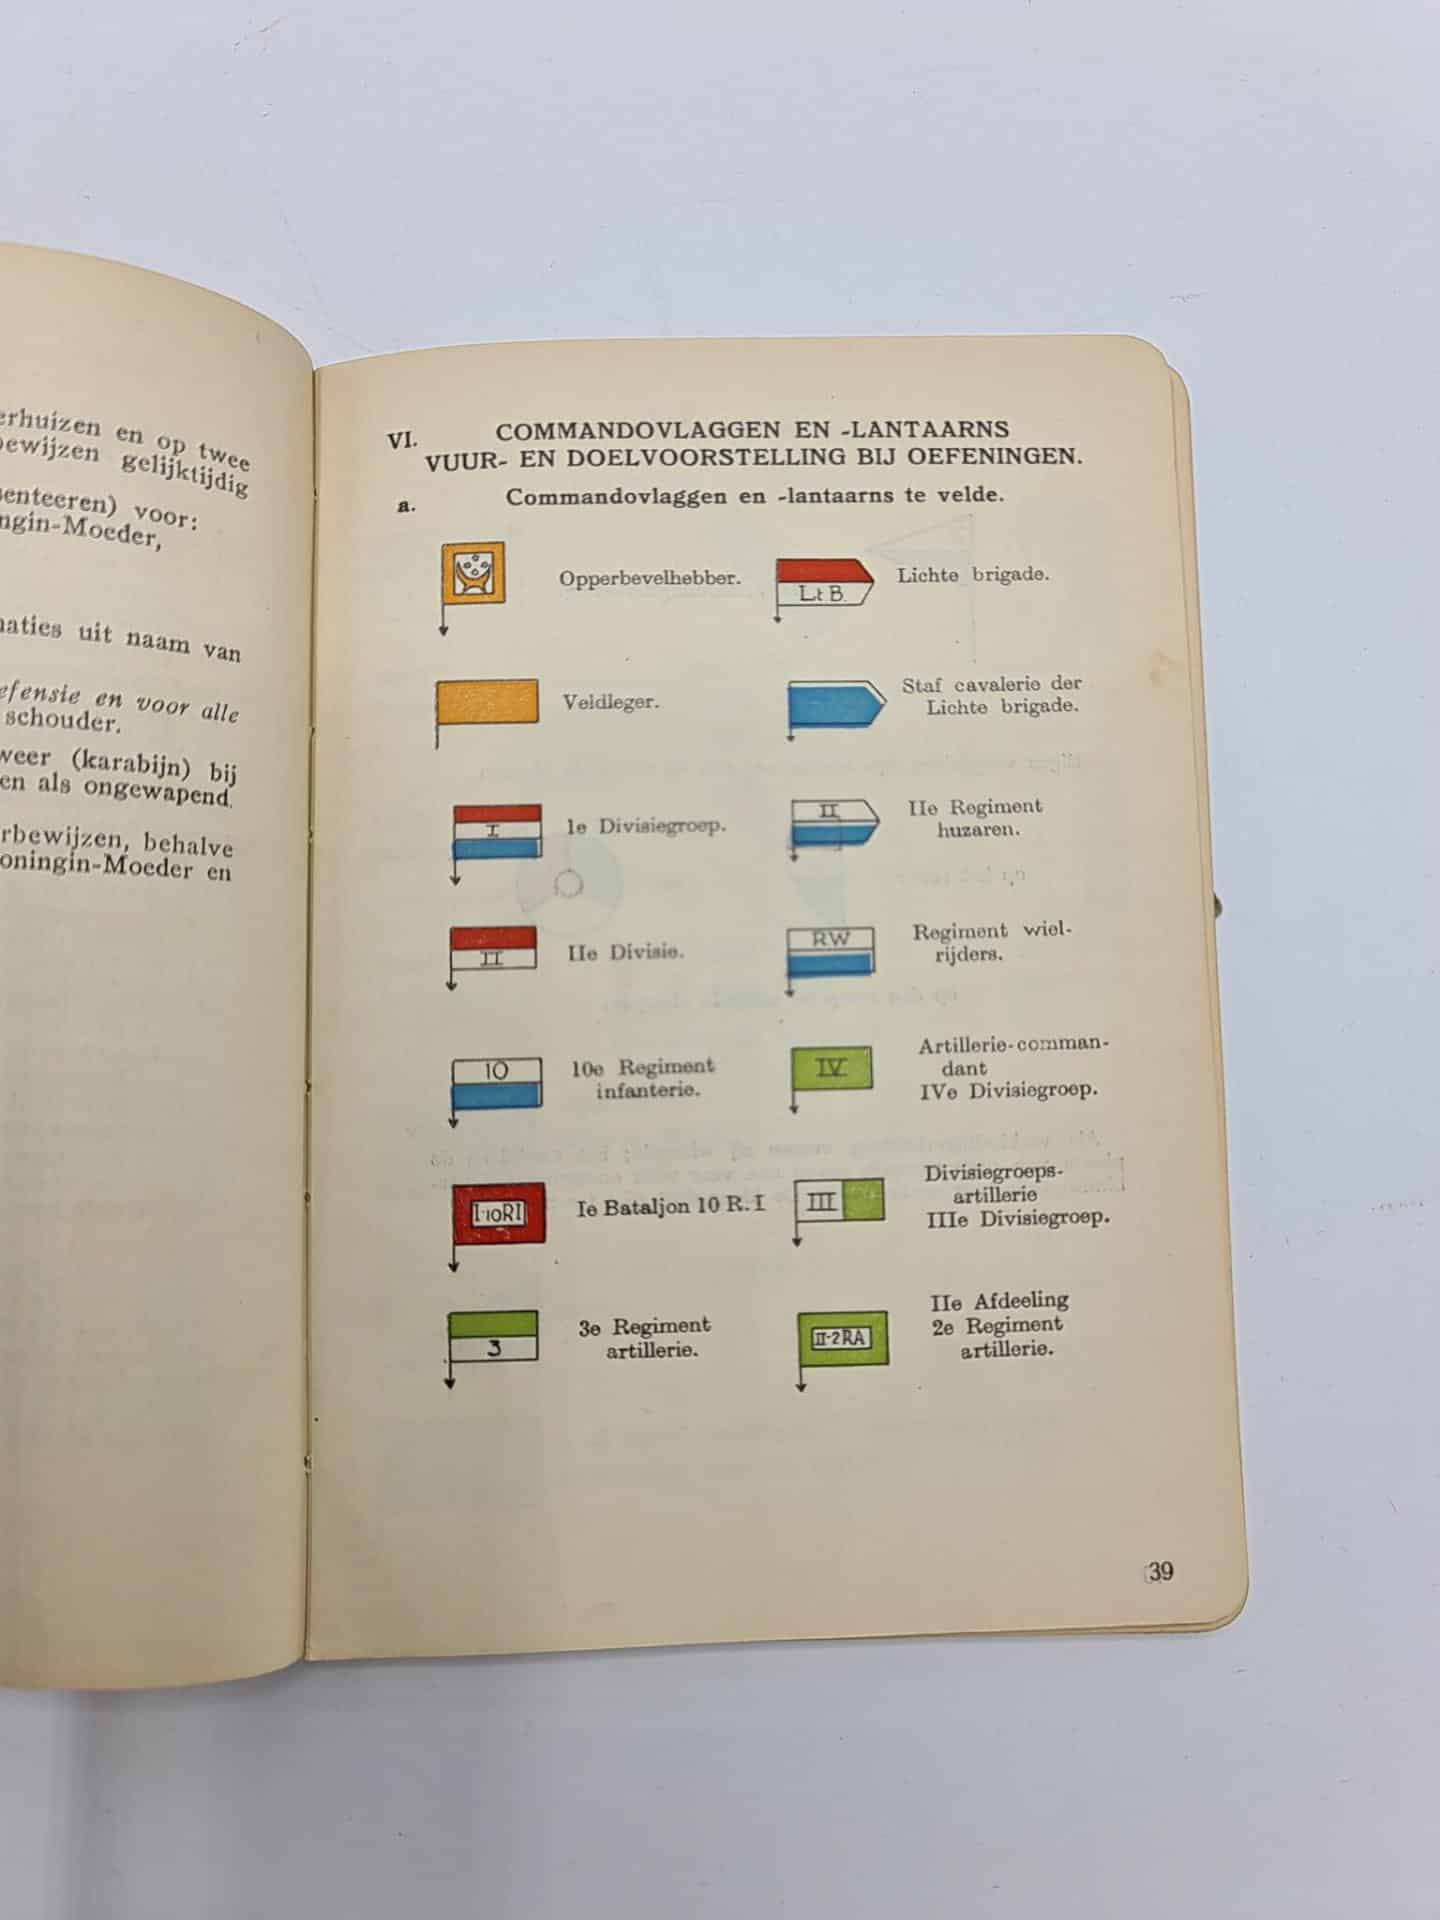 erhuizen en op twee
bewijzen gelijktijdig
senteeren) voor:
ngin-Moeder,
naties uit naam van
efensie en voor alle
schouder.
weer (karabijn) bij
en als ongewapend.
rbewijzen, behalve
oningin-Moeder en
VI. COMMANDOVLAGGEN EN -LANTAARNS
VUUR- EN DOELVOORSTELLING BIJ OEFENINGEN.
a. Commandovlaggen en -lantaarns te velde.
Opperbevelhebber.
Lt B.
Lichte brigade.
Veldleger.
Staf cavalerie der
Lichte brigade.
I
1e Divisiegroep.
II
IIe Regiment
huzaren.
II
IIe Divisie.
RW
Regiment wiel-
rijders.
10
10e Regiment
infanterie.
IV
Artillerie-comman-
dant
IVe Divisiegroep.
I-10RI
Ie Bataljon 10 R. I
III
Divisiegroeps-
artillerie
IIIe Divisiegroep.
3
3e Regiment
artillerie.
II-2RA
IIe Afdeeling
2e Regiment
artillerie.
39